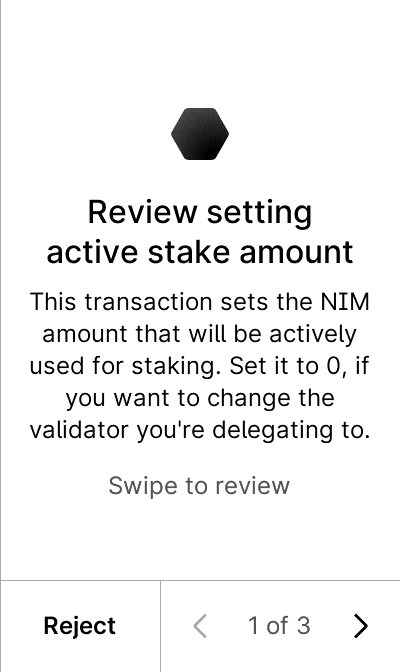 Review setting
active stake amount
This transaction sets the NIM
amount that will be actively
used for staking. Set it to 0, if
you want to change the
validator you're delegating to.
Swipe to review
Reject
1 of 3